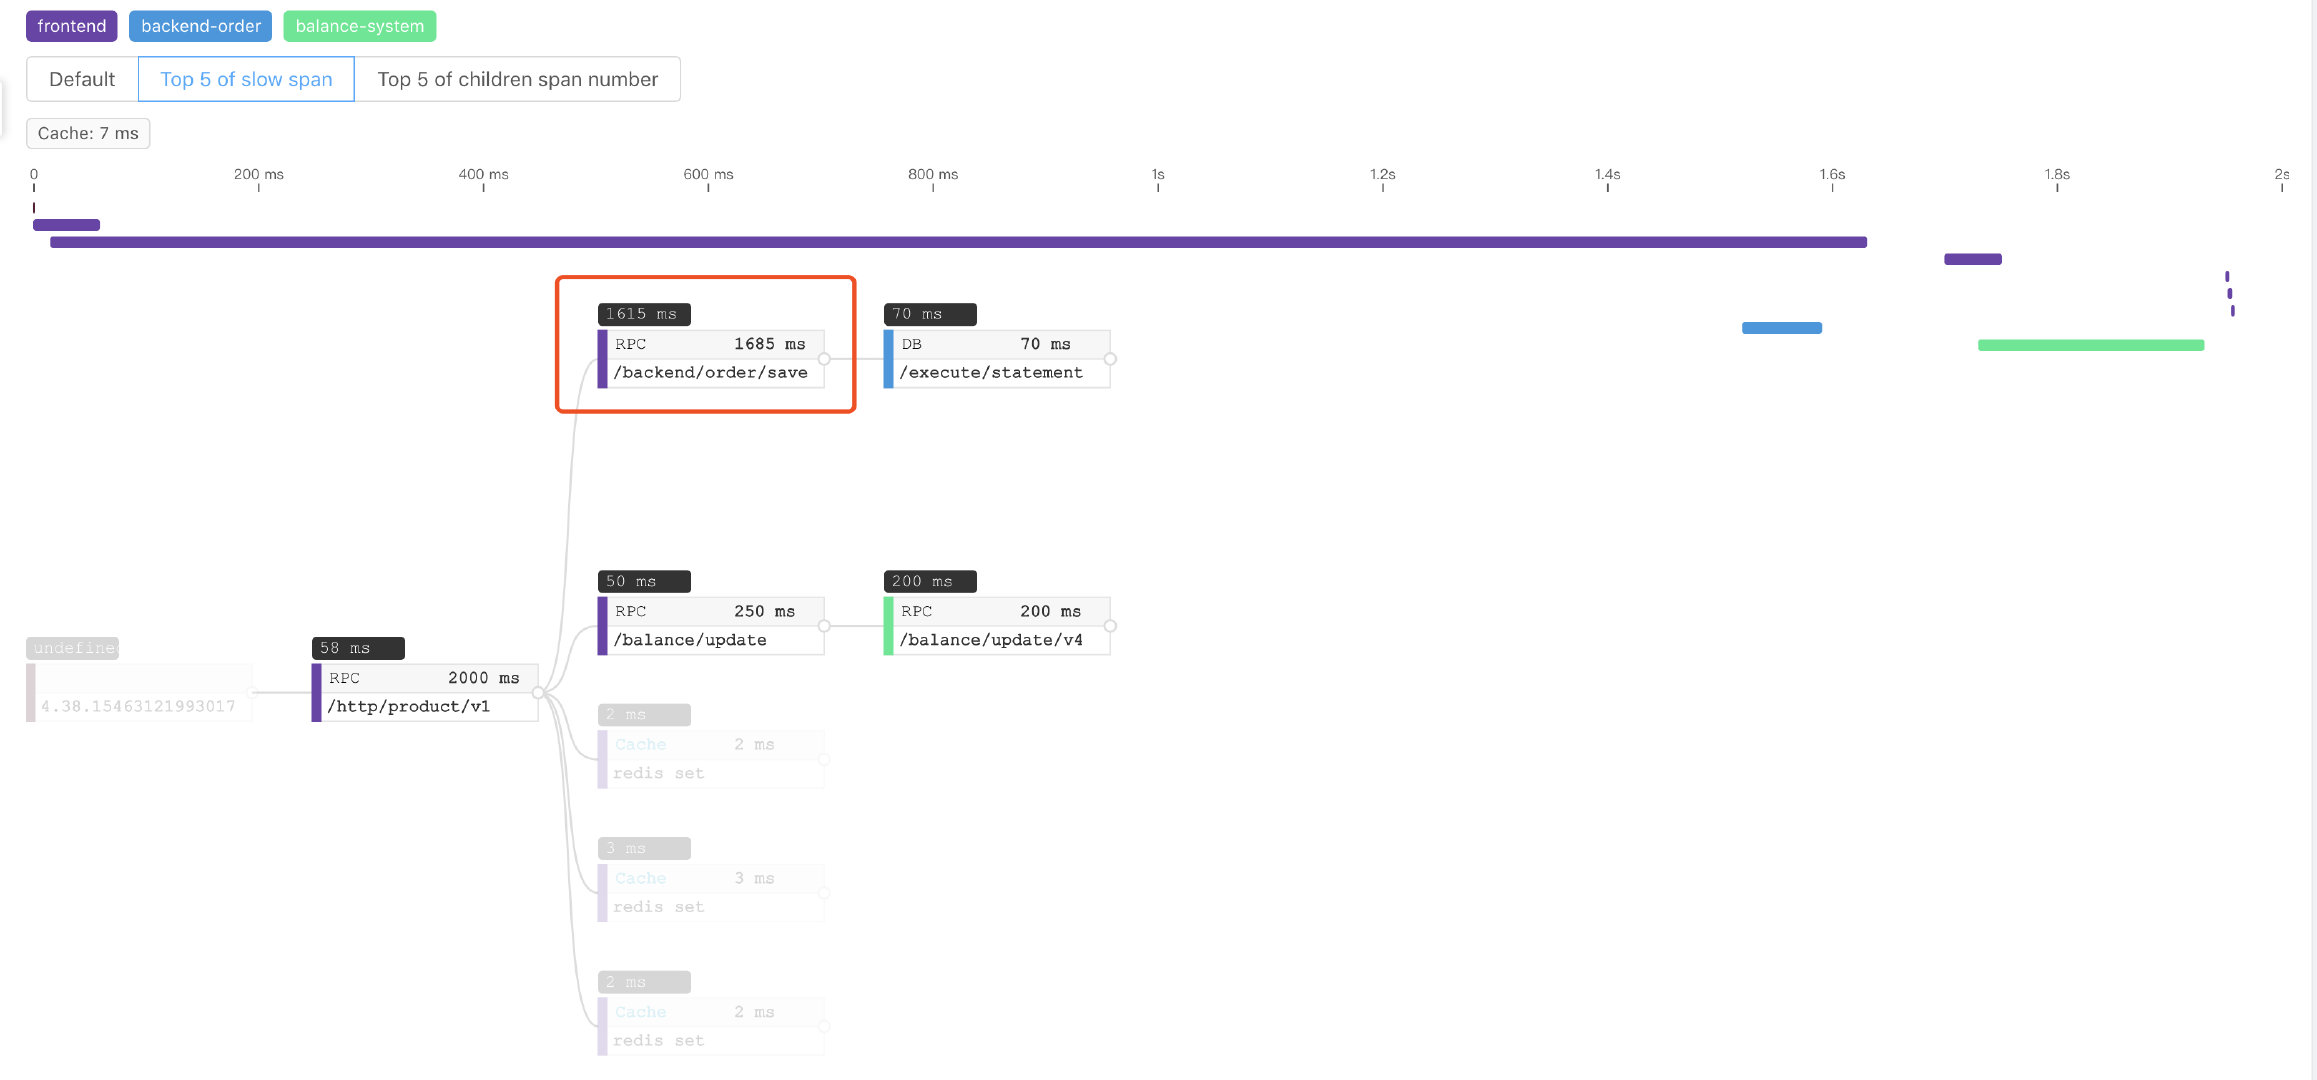 frontend backend-order balance-system
Default Top 5 of slow span Top 5 of children span number
Cache: 7 ms
0 200 ms 400 ms 600 ms 800 ms 1s 1.2s 1.4s 1.6s 1.8s 2s
1615 ms
RPC 1685 ms
/backend/order/save
70 ms
DB 70 ms
/execute/statement
50 ms
RPC 250 ms
/balance/update
200 ms
RPC 200 ms
/balance/update/v4
undefined
4.38.15463121993017
58 ms
RPC 2000 ms
/http/product/v1
2 ms
Cache 2 ms
redis set
3 ms
Cache 3 ms
redis set
2 ms
Cache 2 ms
redis set